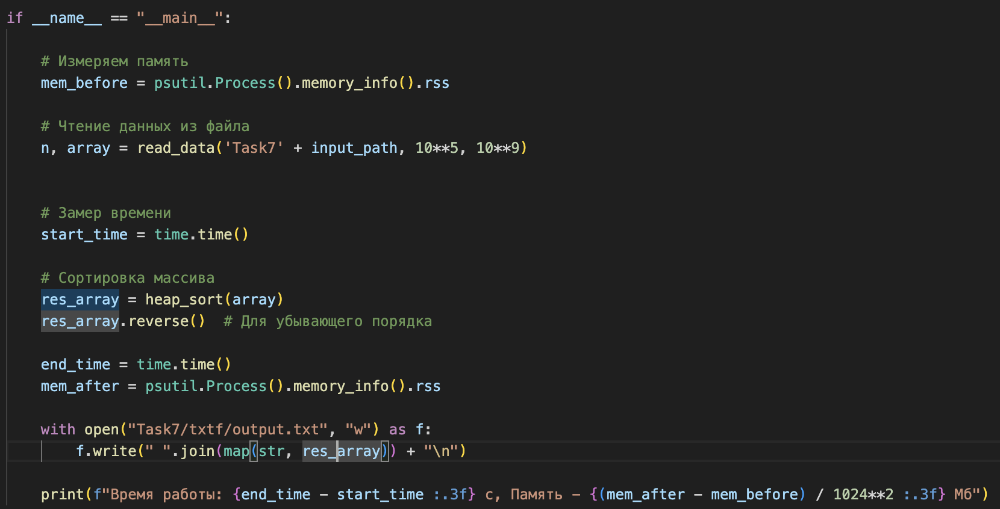 if __name__ == "__main__":
# Измеряем память
mem_before = psutil.Process().memory_info().rss
# Чтение данных из файла
n, array = read_data('Task7' + input_path, 10**5, 10**9)
# Замер времени
start_time = time.time()
# Сортировка массива
res_array = heap_sort(array)
res_array.reverse()  # Для убывающего порядка
end_time = time.time()
mem_after = psutil.Process().memory_info().rss
with open("Task7/txtf/output.txt", "w") as f:
f.write(" ".join(map(str, res_array)) + "\n")
print(f"Время работы: {end_time - start_time :.3f} с, Память - {(mem_after - mem_before) / 1024**2 :.3f} Мб")